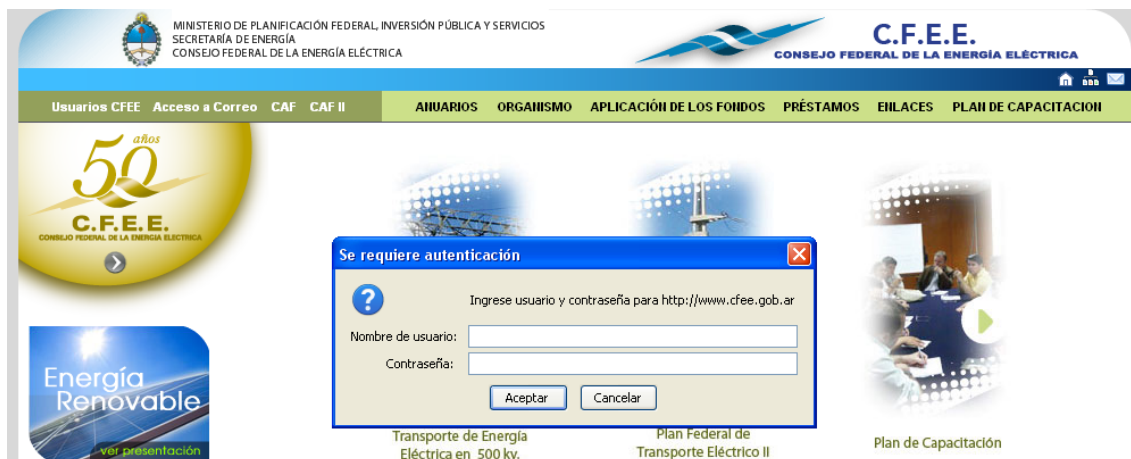 MINISTERIO DE PLANIFICACIÓN FEDERAL, INVERSIÓN PÚBLICA Y SERVICIOS
SECRETARÍA DE ENERGÍA
CONSEJO FEDERAL DE LA ENERGÍA ELÉCTRICA
C.F.E.E.
CONSEJO FEDERAL DE LA ENERGÍA ELÉCTRICA
Usuarios CFEE Acceso a Correo CAF CAF II
ANUARIOS ORGANISMO APLICACIÓN DE LOS FONDOS PRÉSTAMOS ENLACES PLAN DE CAPACITACION
50 años
C.F.E.E.
CONSEJO FEDERAL DE LA ENERGIA ELECTRICA
Se requiere autenticación
Ingrese usuario y contraseña para http://www.cfee.gob.ar
Nombre de usuario:
Contraseña:
Aceptar Cancelar
Energía
Renovable
ver presentación
Transporte de Energía
Eléctrica en 500 kv.
Plan Federal de
Transporte Eléctrico II
Plan de Capacitación